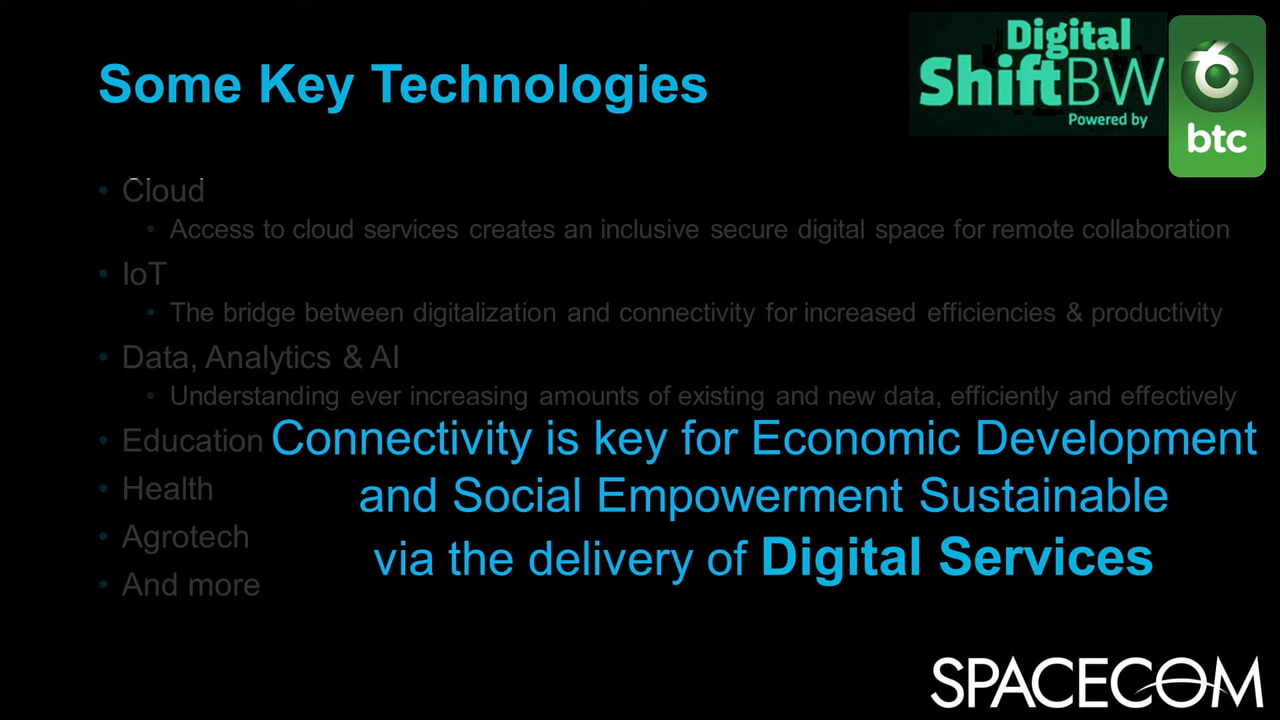 Some Key Technologies
Digital
ShiftBW
Powered by
btc
• Cloud
• Access to cloud services creates an inclusive secure digital space for remote collaboration
• IoT
• The bridge between digitalization and connectivity for increased efficiencies & productivity
• Data, Analytics & AI
• Understanding ever increasing amounts of existing and new data, efficiently and effectively
• Education
• Health
• Agrotech
• And more
Connectivity is key for Economic Development
and Social Empowerment Sustainable
via the delivery of Digital Services
SPACECOM